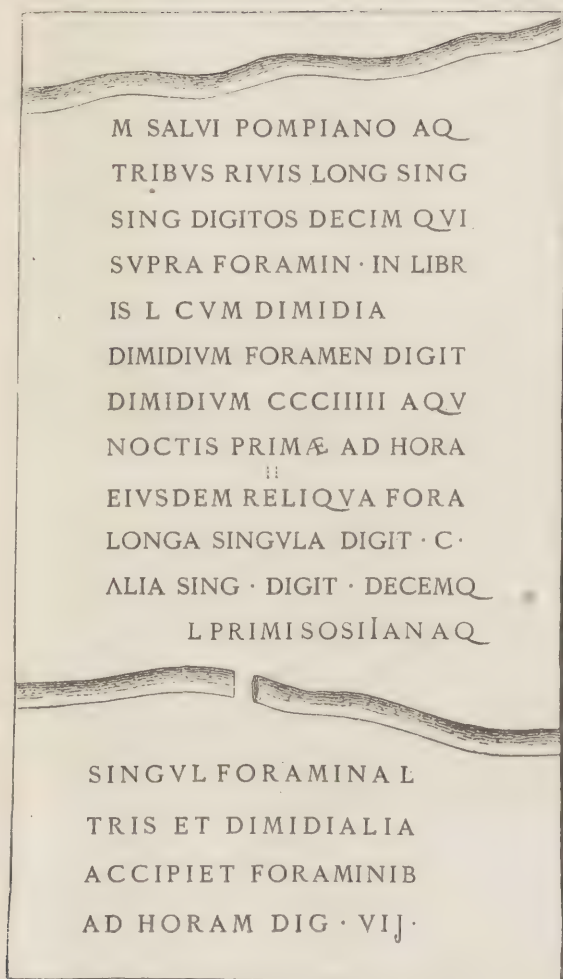 M SALVI POMPIANO AQ
TRIBVS RIVIS LONG SING
SING DIGITOS DECIM QVI
SVPRA FORAMIN · IN LIBR
IS L CVM DIMIDIA
DIMIDIVM FORAMEN DIGIT
DIMIDIVM CCCIIIII AQV
NOCTIS PRIMÆ AD HORA
EIVSDEM RELIQVA FORA
LONGA SINGVLA DIGIT · C ·
ΛLIA SING · DIGIT · DECEMQ
L PRIMI SOSIIAN AQ
SINGVL FORAMINA L
TRIS ET DIMIDIALIA
ACCIPIET FORAMINIB
AD HORAM DIG · VIJ ·